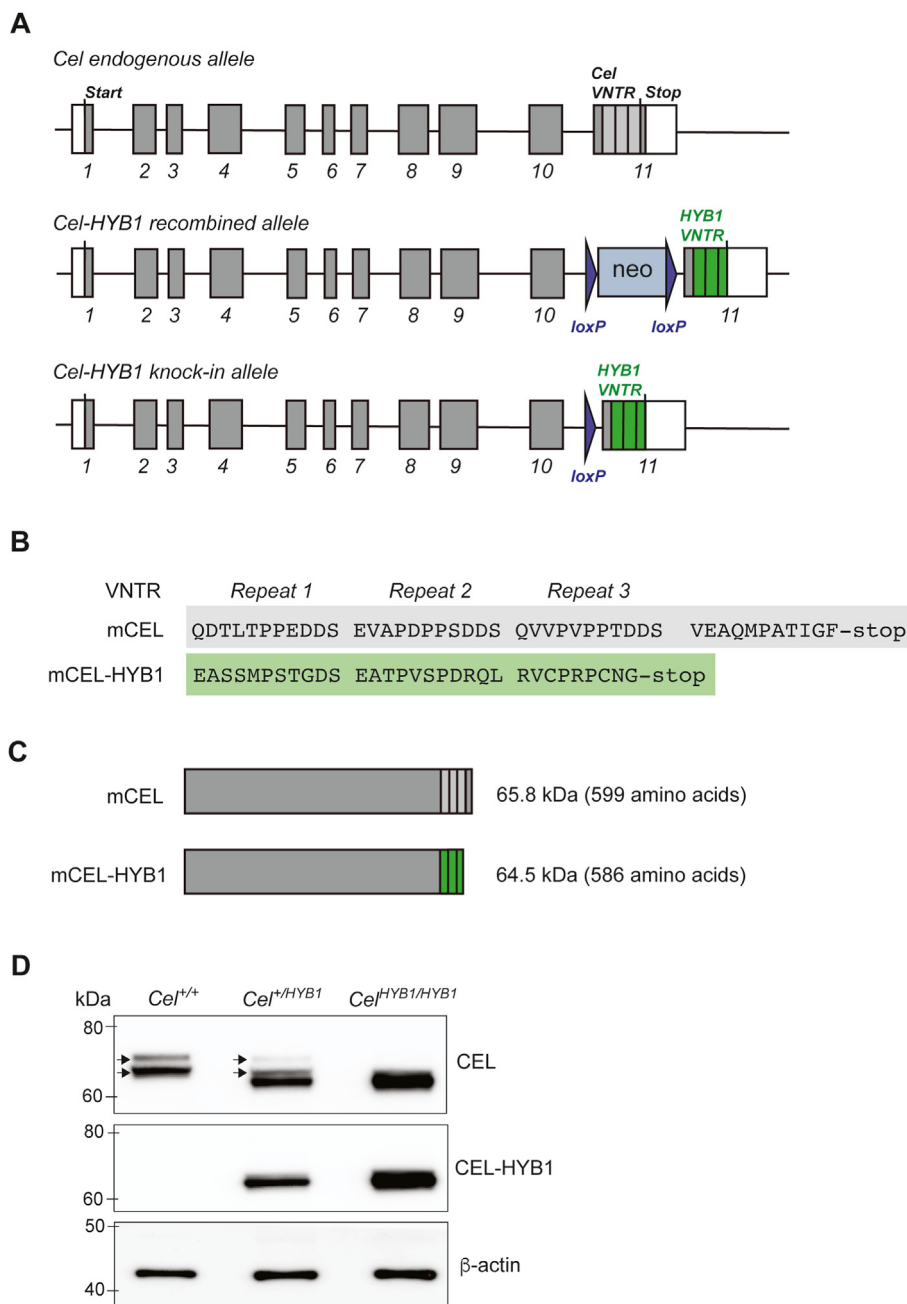 A
Cel endogenous allele
Start
Cel
VNTR
Stop
1 2 3 4 5 6 7 8 9 10 11
Cel-HYB1 recombined allele
HYB1
VNTR
neo
1 2 3 4 5 6 7 8 9 10 11
loxP loxP
Cel-HYB1 knock-in allele
HYB1
VNTR
1 2 3 4 5 6 7 8 9 10 11
loxP
B
VNTR Repeat 1 Repeat 2 Repeat 3
mCEL QDTLTPPEDDS EVAPDPPSDDS QVVPVPPTDDS VEAQMPATIGF-stop
mCEL-HYB1 EASSMPSTGDS EATPVSPDRQL RVCPRPCNG-stop
C
mCEL 65.8 kDa (599 amino acids)
mCEL-HYB1 64.5 kDa (586 amino acids)
D
kDa Cel+/+ Cel+/HYB1 CelHYB1/HYB1
80
CEL
60
80
CEL-HYB1
60
50
β-actin
40